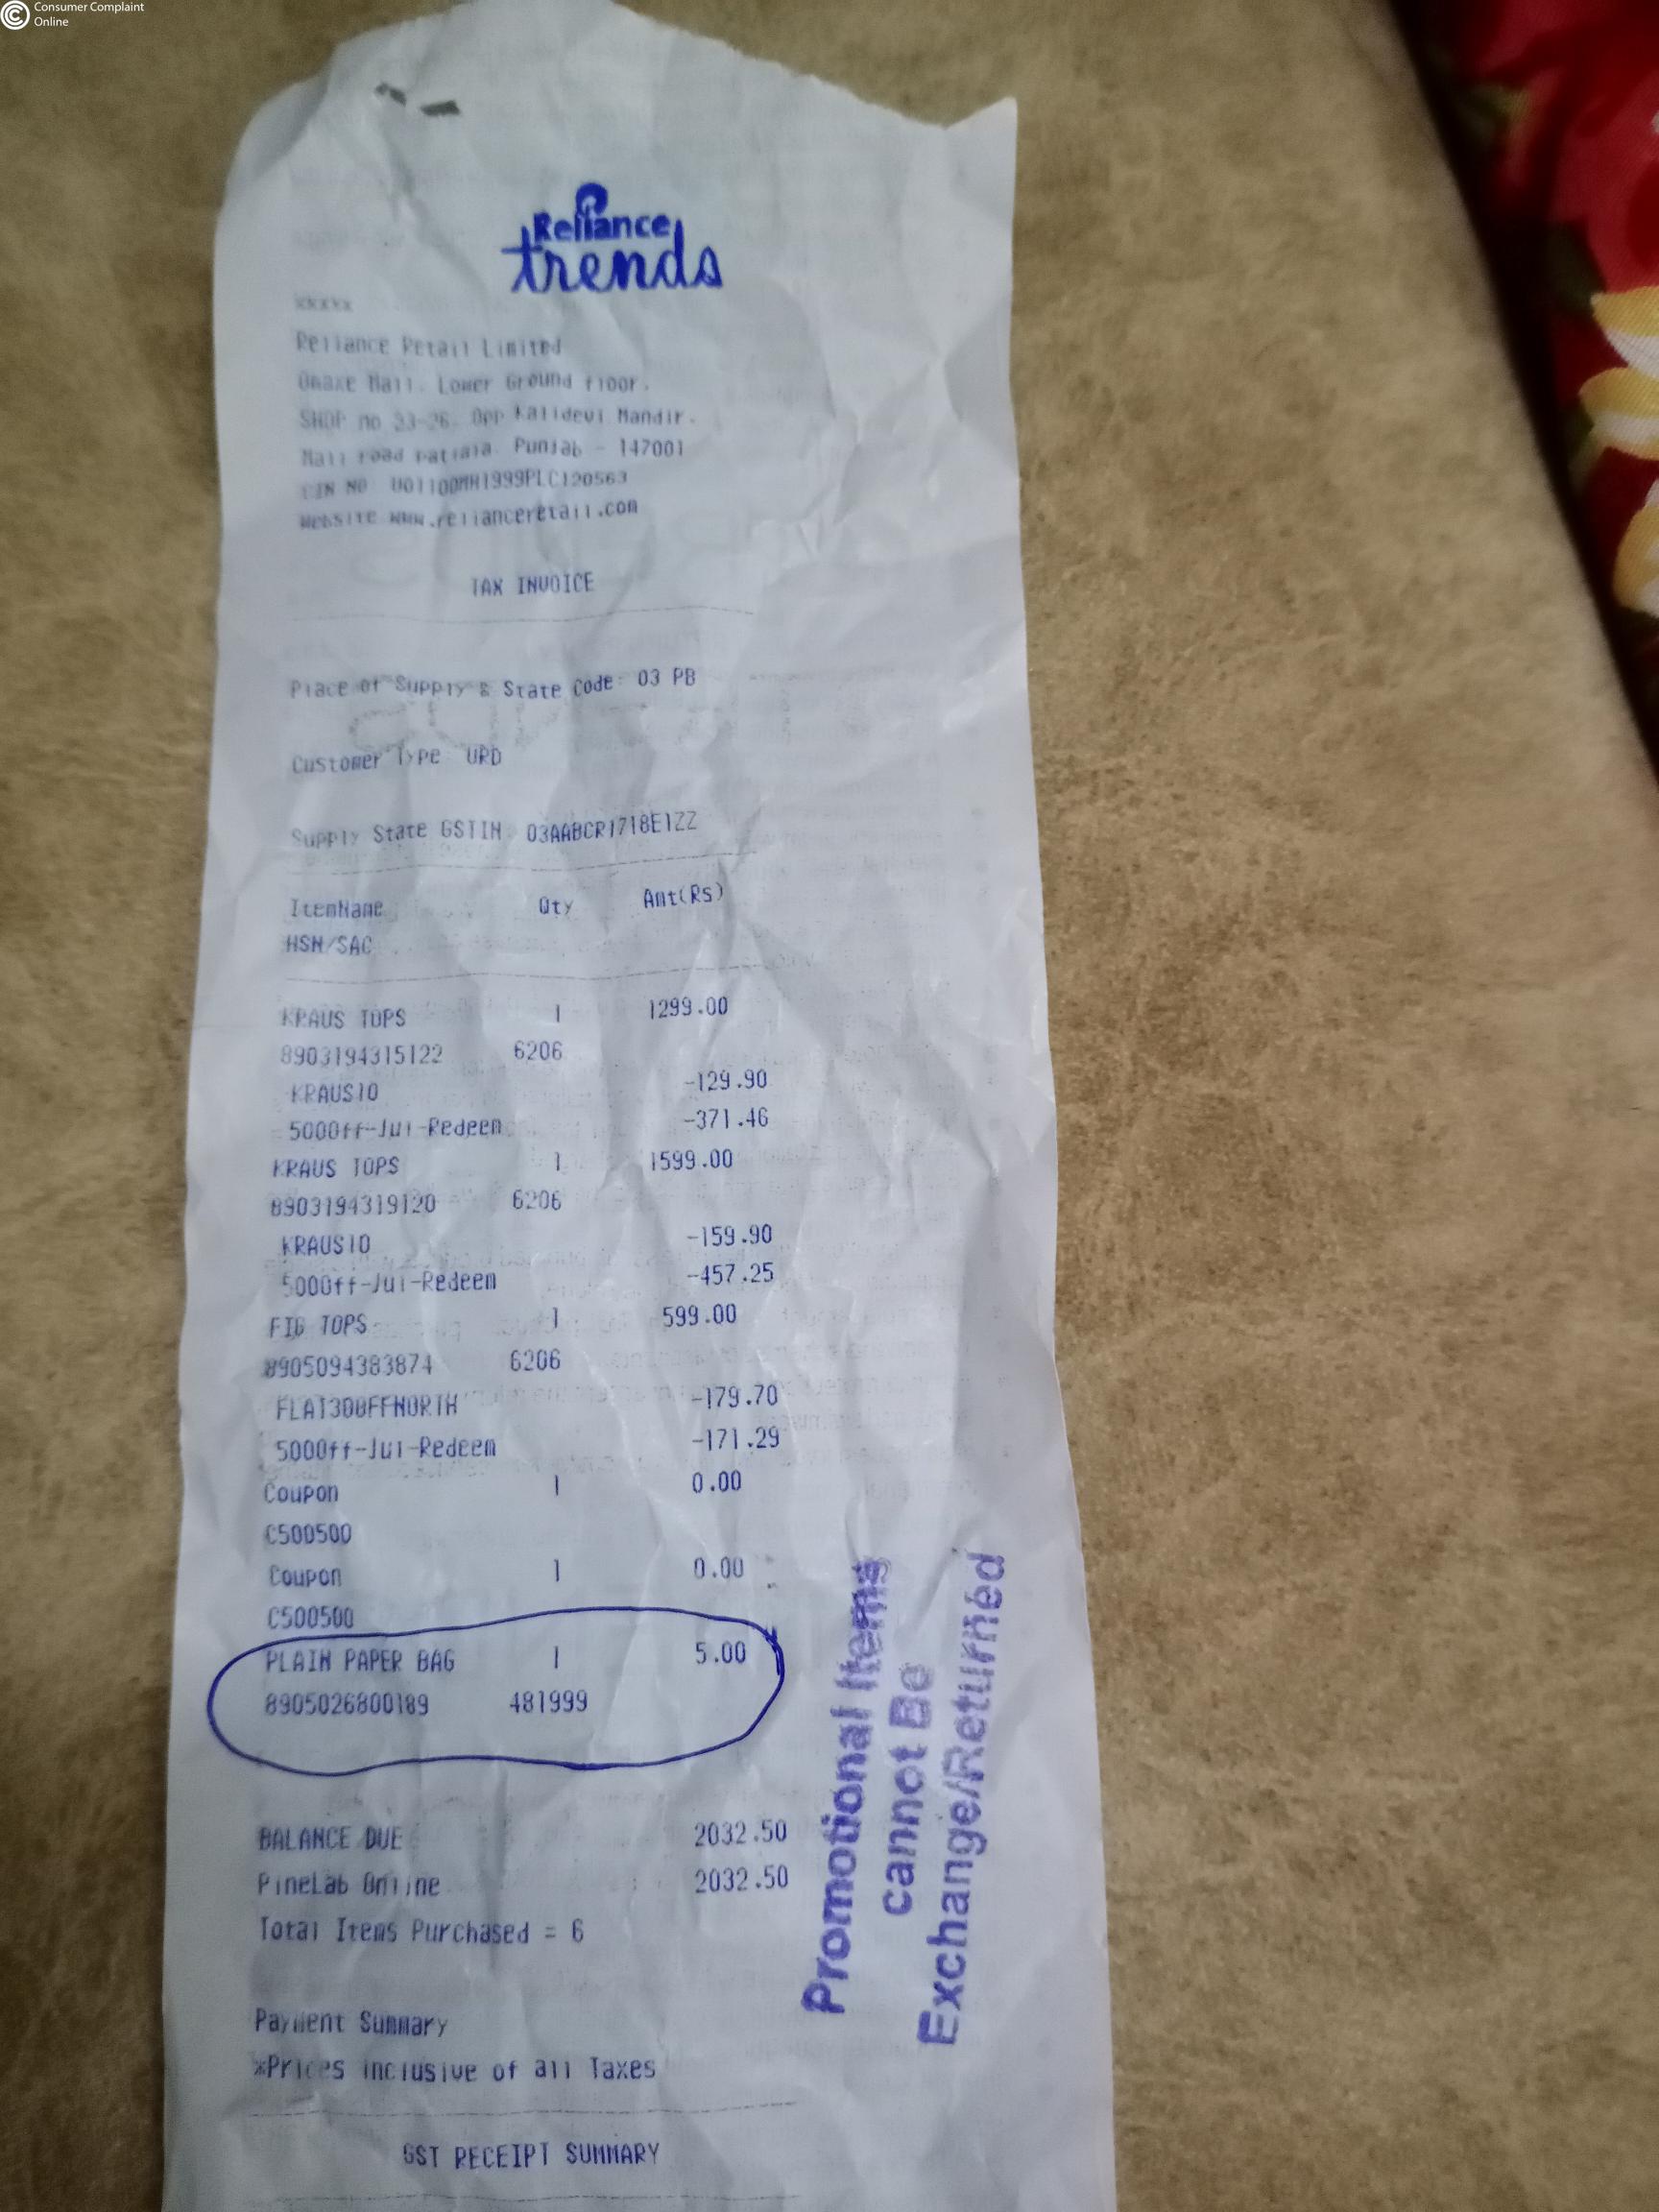 Consumer Complaint
Online
Reliance
trends
Reliance Retail Limited
Omaxe Mall. Lower Ground floor.
SHOP no 23-26. Opp Kalidevi Mandir.
Mall road patiala. Punjab - 147001
CIN NO U01100MH1999PLC120563
Website www.relianceretail.com
TAX INVOICE
Place of Supply & State Code: 03 PB
Customer Type URD
Supply State GSTIN 03AABCR1718E1ZZ
ItemName Qty Amt(Rs)
HSN/SAC
KRAUS TOPS 1 1299.00
8903194315122 6206
KRAUS10 -129.90
500Off-Jul-Redeem -371.46
KRAUS TOPS 1 1599.00
8903194319120 6206
KRAUS10 -159.90
500Off-Jul-Redeem -457.25
FIG TOPS 1 599.00
8905094383874 6206
FLAT30OFFNORTH -179.70
500Off-Jul-Redeem -171.29
Coupon 1 0.00
C500500
Coupon 1 0.00
C500500
PLAIN PAPER BAG 1 5.00
8905026800189 481999
BALANCE DUE 2032.50
PineLab Online 2032.50
Total Items Purchased = 6
Payment Summary
*Prices inclusive of all Taxes
GST RECEIPT SUMMARY
Promotional Items
cannot Be
Exchange/Returned